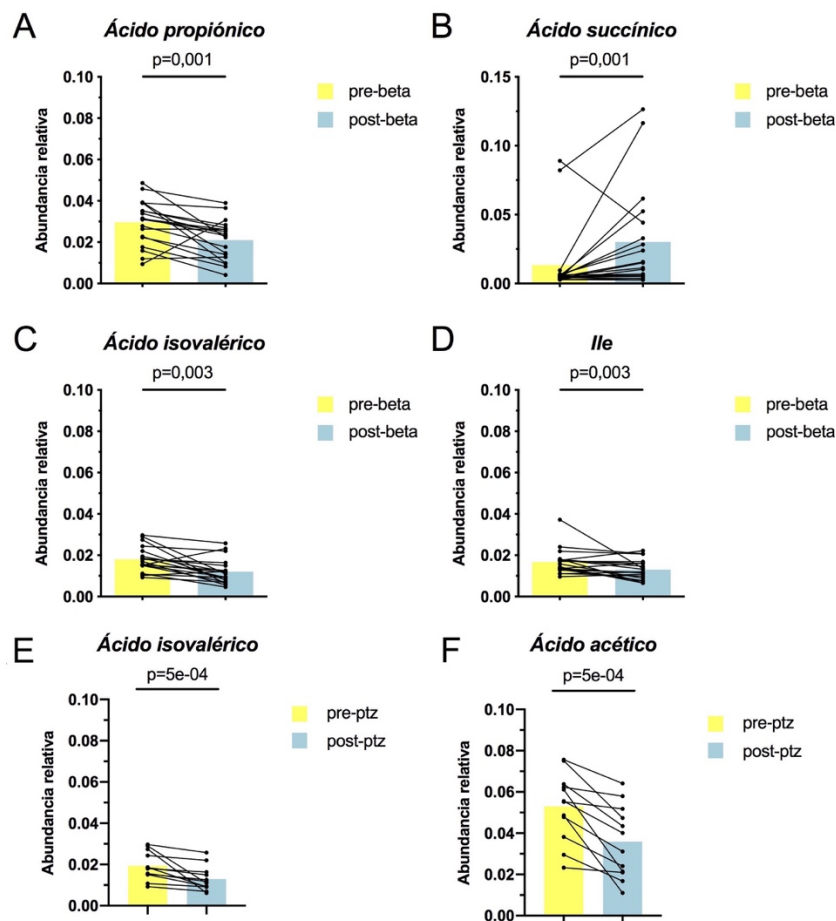 A
Ácido propiónico
p=0,001
Abundancia relativa
0.10
0.08
0.06
0.04
0.02
0.00
pre-beta
post-beta
B
Ácido succínico
p=0,001
Abundancia relativa
0.15
0.10
0.05
0.00
pre-beta
post-beta
C
Ácido isovalérico
p=0,003
Abundancia relativa
0.10
0.08
0.06
0.04
0.02
0.00
pre-beta
post-beta
D
Ile
p=0,003
Abundancia relativa
0.10
0.08
0.06
0.04
0.02
0.00
pre-beta
post-beta
E
Ácido isovalérico
p=5e-04
Abundancia relativa
0.10
0.08
0.06
0.04
0.02
0.00
pre-ptz
post-ptz
F
Ácido acético
p=5e-04
Abundancia relativa
0.10
0.08
0.06
0.04
0.02
0.00
pre-ptz
post-ptz